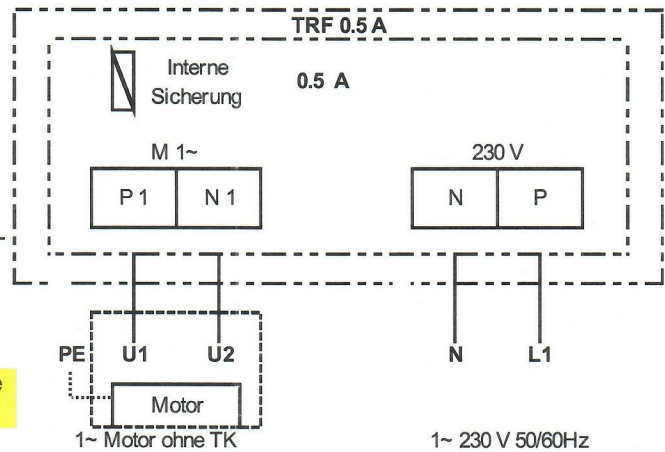 TRF 0.5 A
Interne
Sicherung
0.5 A
M 1~
230 V
P 1
N 1
N
P
PE
U1
U2
N
L1
e
Motor
1~ Motor ohne TK
1~ 230 V 50/60Hz